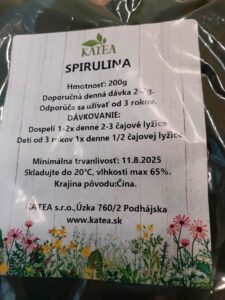 KATEA
SPIRULINA
Hmotnosť: 200g
Doporučná denná dávka 2-4g.
Odporúča sa užívať od 3 rokov.
DÁVKOVANIE:
Dospelí 1-2x denne 2-3 čajové lyžice
Deti od 3 rokov 1x denne 1/2 čajovej lyžice
Minimálna trvanlivosť: 11.8.2025
Skladujte do 20°C, vlhkosti max 65%.
Krajina pôvodu:Čína.
KATEA s.r.o.,Úzka 760/2 Podhájska
www.katea.sk